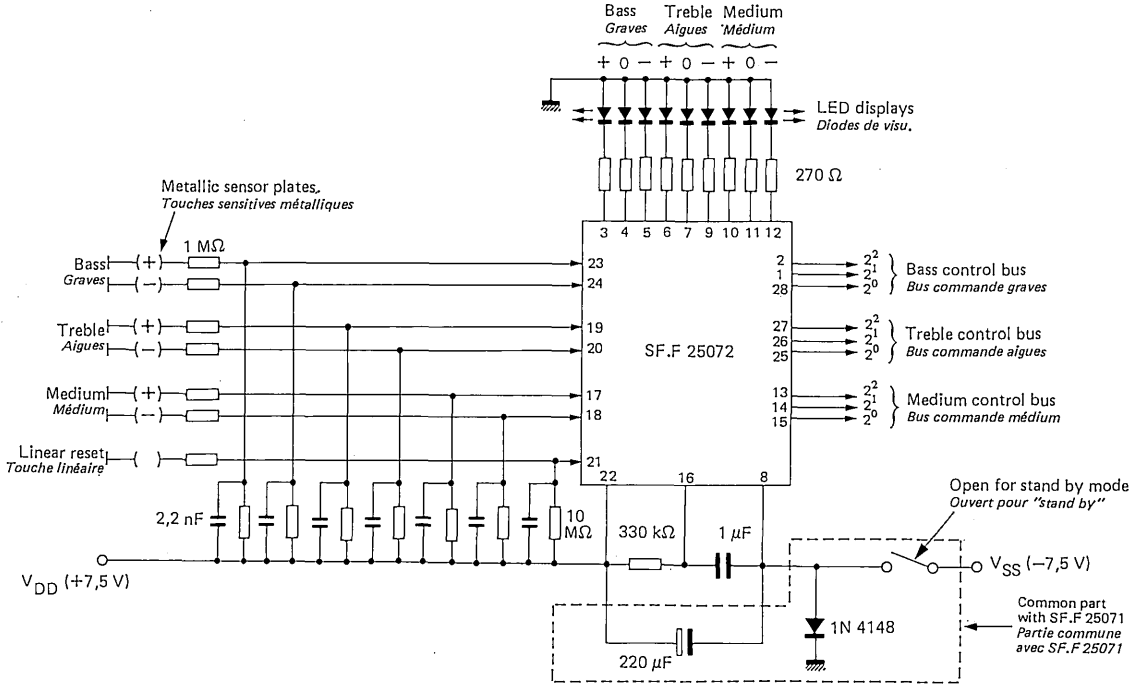 Bass Treble Medium
Graves Aigues Médium
+ 0 − + 0 − + 0 −
LED displays
Diodes de visu.
270 Ω
Metallic sensor plates.
Touches sensitives métalliques
1 MΩ
3 4 5 6 7 9 10 11 12
Bass (+) 23
Graves (−) 24
Treble (+) 19
Aigues (−) 20
Medium (+) 17
Médium (−) 18
Linear reset ( ) 21
Touche linéaire
SF.F 25072
2 2²
1 2¹
28 2⁰
Bass control bus
Bus commande graves
27 2²
26 2¹
25 2⁰
Treble control bus
Bus commande aigues
13 2²
14 2¹
15 2⁰
Medium control bus
Bus commande médium
22 16 8
Open for stand by mode
Ouvert pour "stand by"
2,2 nF
10
MΩ
330 kΩ
1 µF
VDD (+7,5 V)
VSS (−7,5 V)
1N 4148
220 µF
Common part
with SF.F 25071
Partie commune
avec SF.F 25071